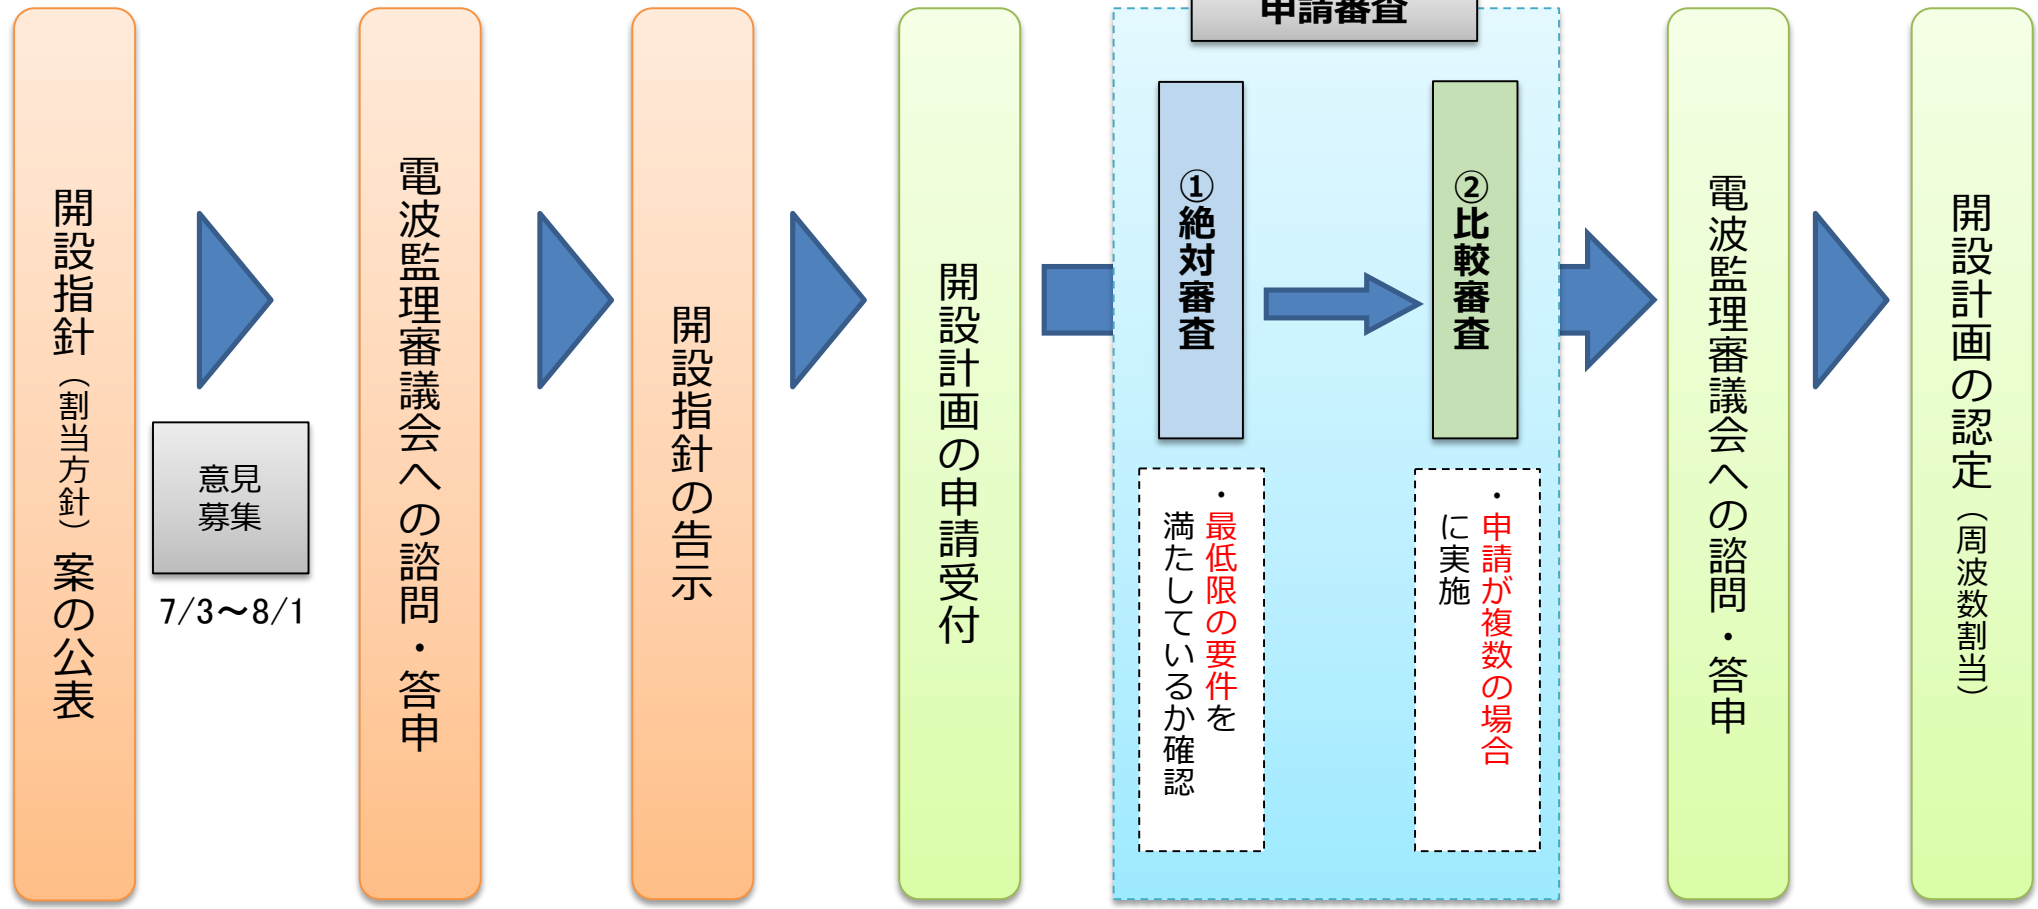 開設指針（割当方針）案の公表
意見
募集
7/3～8/1
電波監理審議会への諮問・答申
開設指針の告示
開設計画の申請受付
申請審査
①絶対審査
・最低限の要件を
満たしているか確認
②比較審査
・申請が複数の場合
に実施
電波監理審議会への諮問・答申
開設計画の認定（周波数割当）